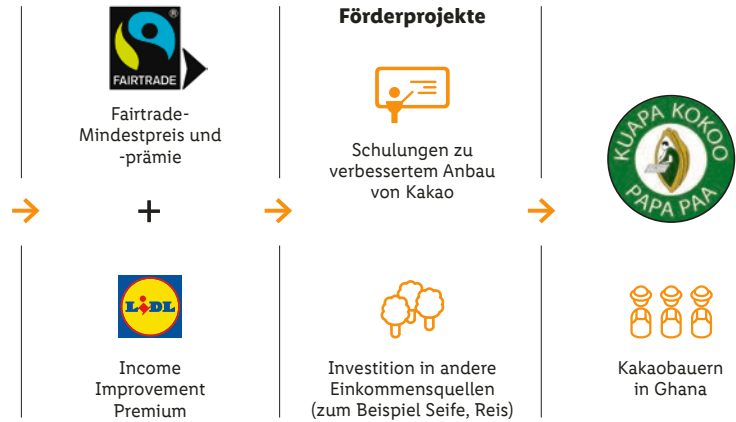 FAIRTRADE
®
Fairtrade-
Mindestpreis und
-prämie
+
LIDL
Income
Improvement
Premium
Förderprojekte
Schulungen zu
verbessertem Anbau
von Kakao
Investition in andere
Einkommensquellen
(zum Beispiel Seife, Reis)
KUAPA KOKOO
PAPA PAA
Kakaobauern
in Ghana